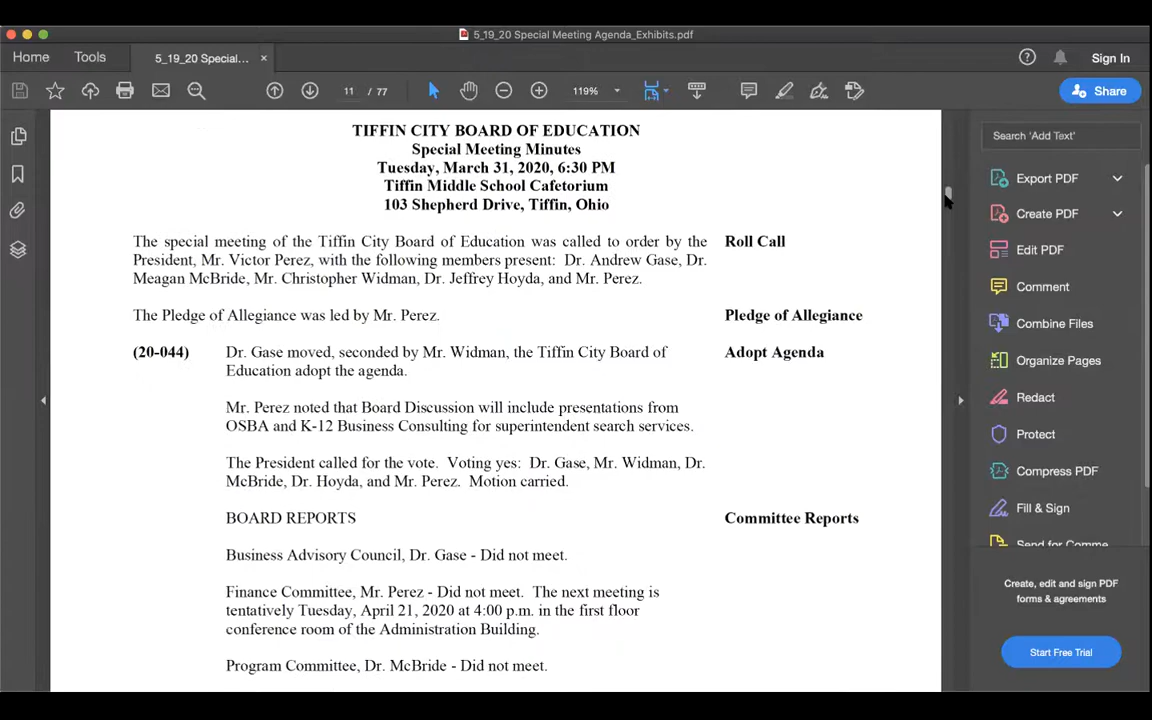 5_19_20 Special Meeting Agenda_Exhibits.pdf
Home
Tools
5_19_20 Special...
Sign In
11 / 77
119%
Share
TIFFIN CITY BOARD OF EDUCATION
Special Meeting Minutes
Tuesday, March 31, 2020, 6:30 PM
Tiffin Middle School Cafetorium
103 Shepherd Drive, Tiffin, Ohio
The special meeting of the Tiffin City Board of Education was called to order by the Roll Call
President, Mr. Victor Perez, with the following members present: Dr. Andrew Gase, Dr.
Meagan McBride, Mr. Christopher Widman, Dr. Jeffrey Hoyda, and Mr. Perez.
The Pledge of Allegiance was led by Mr. Perez. Pledge of Allegiance
(20-044) Dr. Gase moved, seconded by Mr. Widman, the Tiffin City Board of Adopt Agenda
Education adopt the agenda.
Mr. Perez noted that Board Discussion will include presentations from
OSBA and K-12 Business Consulting for superintendent search services.
The President called for the vote. Voting yes: Dr. Gase, Mr. Widman, Dr.
McBride, Dr. Hoyda, and Mr. Perez. Motion carried.
BOARD REPORTS Committee Reports
Business Advisory Council, Dr. Gase - Did not meet.
Finance Committee, Mr. Perez - Did not meet. The next meeting is
tentatively Tuesday, April 21, 2020 at 4:00 p.m. in the first floor
conference room of the Administration Building.
Program Committee, Dr. McBride - Did not meet.
Search 'Add Text'
Export PDF
Create PDF
Edit PDF
Comment
Combine Files
Organize Pages
Redact
Protect
Compress PDF
Fill & Sign
Send for Comme
Create, edit and sign PDF
forms & agreements
Start Free Trial